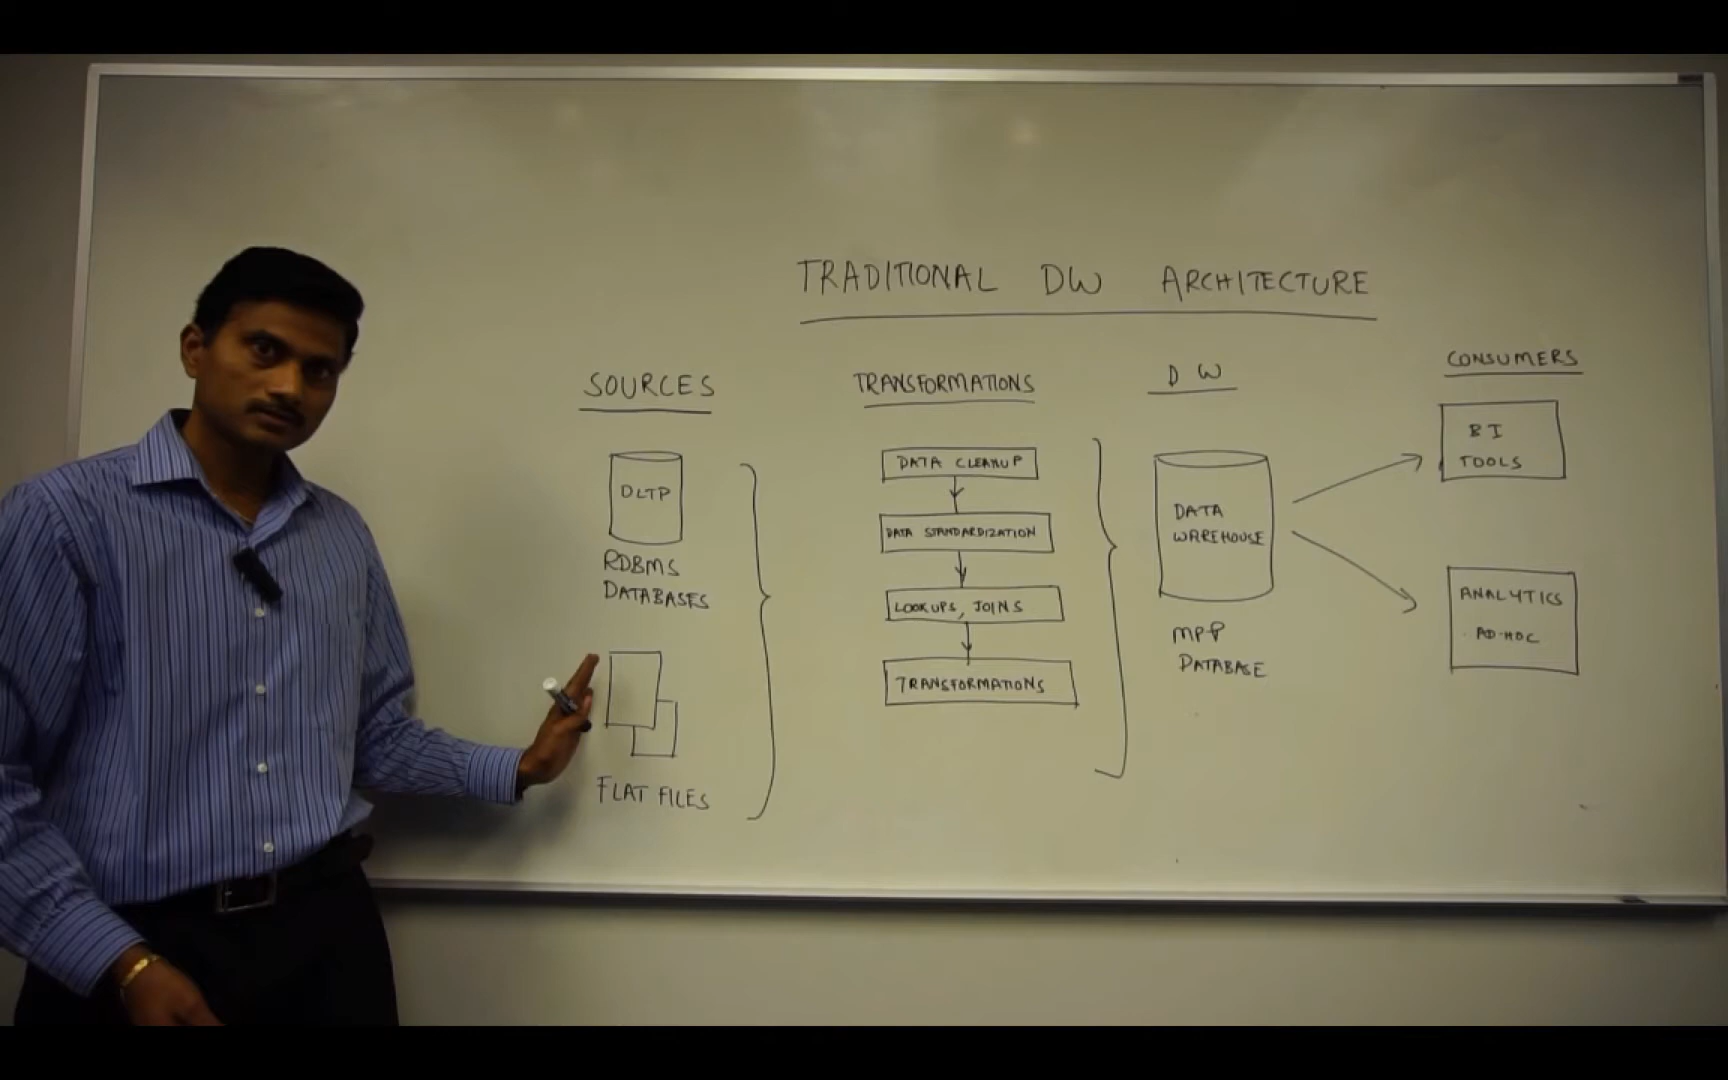 TRADITIONAL DW ARCHITECTURE
SOURCES
OLTP
RDBMS
DATABASES
FLAT FILES
TRANSFORMATIONS
DATA CLEANUP
DATA STANDARDIZATION
LOOKUPS, JOINS
TRANSFORMATIONS
DW
DATA
WAREHOUSE
MPP
DATABASE
CONSUMERS
BI
TOOLS
ANALYTICS
AD-HOC